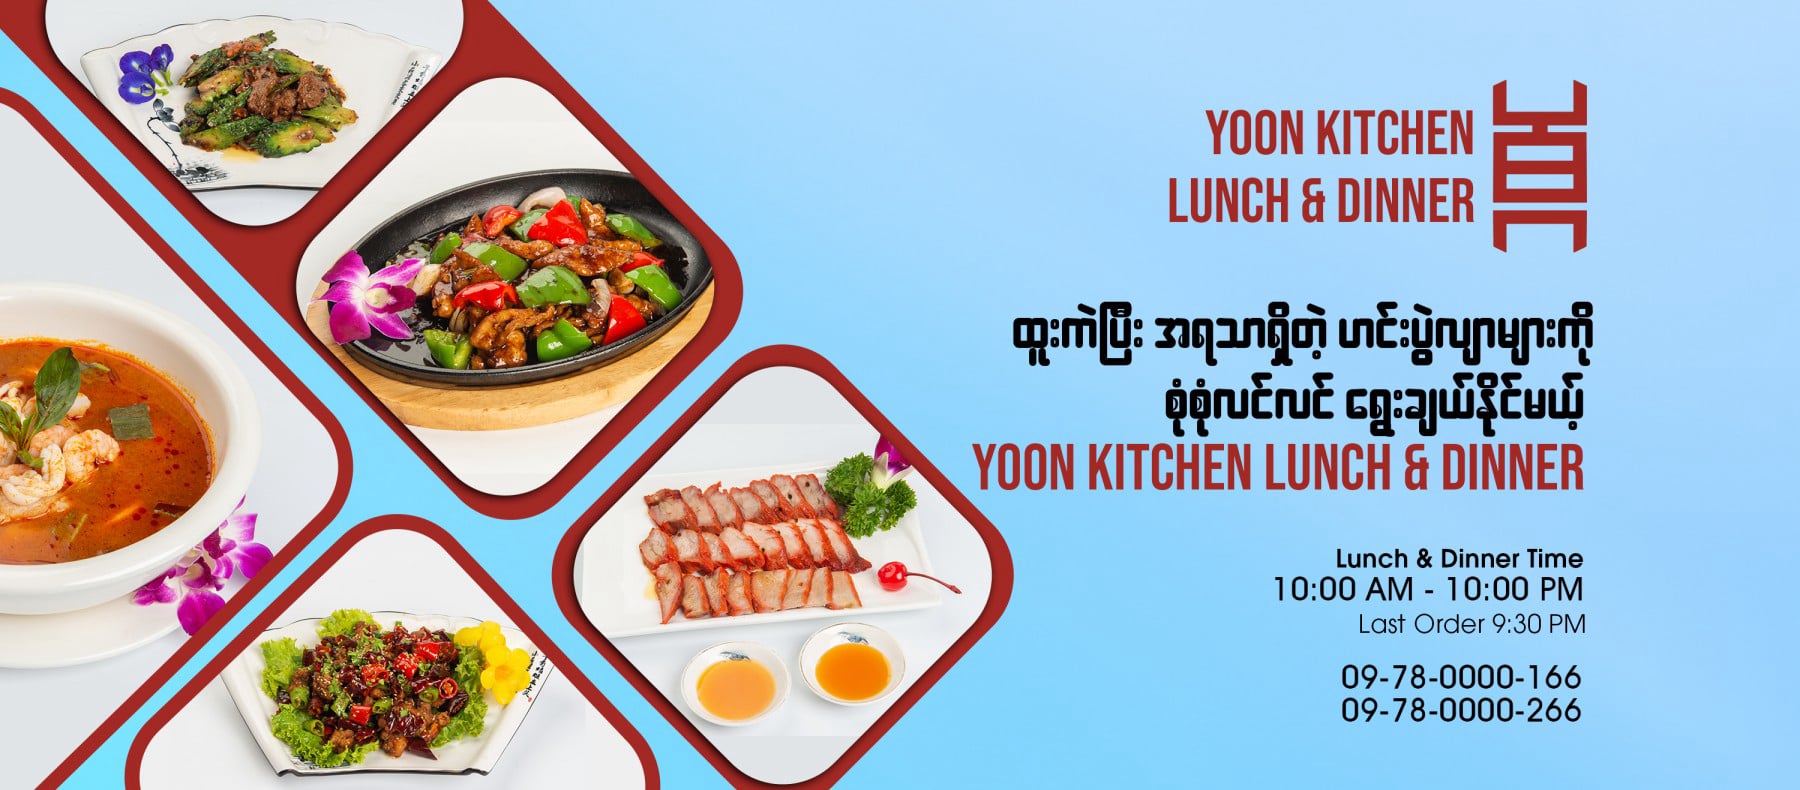 YOON KITCHEN
LUNCH & DINNER
ထူးကဲပြီး အရသာရှိတဲ့ ဟင်းပွဲလျာများကို
စုံစုံလင်လင် ရွေးချယ်နိုင်မယ့်
YOON KITCHEN LUNCH & DINNER
Lunch & Dinner Time
10:00 AM - 10:00 PM
Last Order 9:30 PM
09-78-0000-166
09-78-0000-266